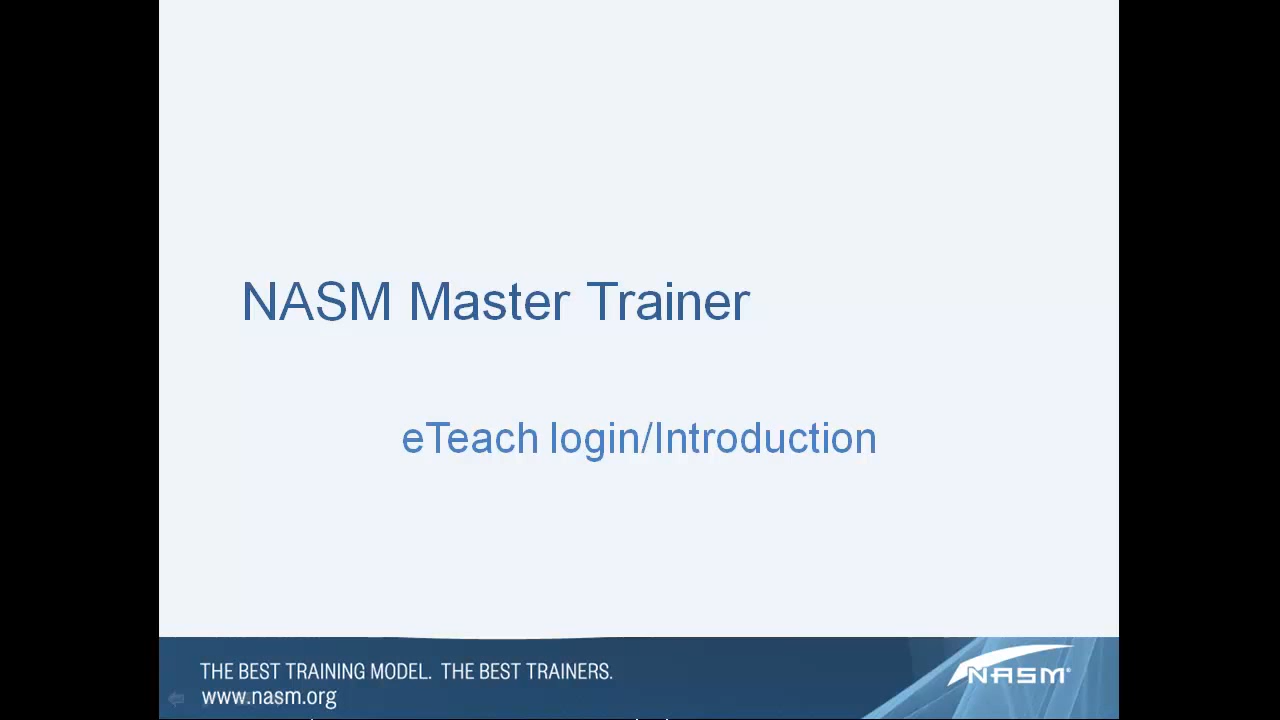 NASM Master Trainer
eTeach login/Introduction
THE BEST TRAINING MODEL.  THE BEST TRAINERS.
www.nasm.org
NASM®